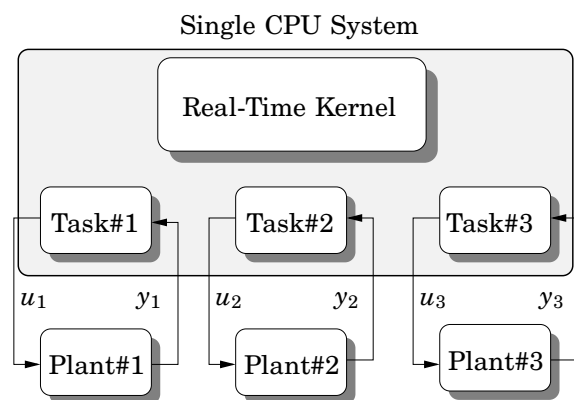 Single CPU System
Real-Time Kernel
Task#1 Task#2 Task#3
u1 y1 u2 y2 u3 y3
Plant#1 Plant#2 Plant#3